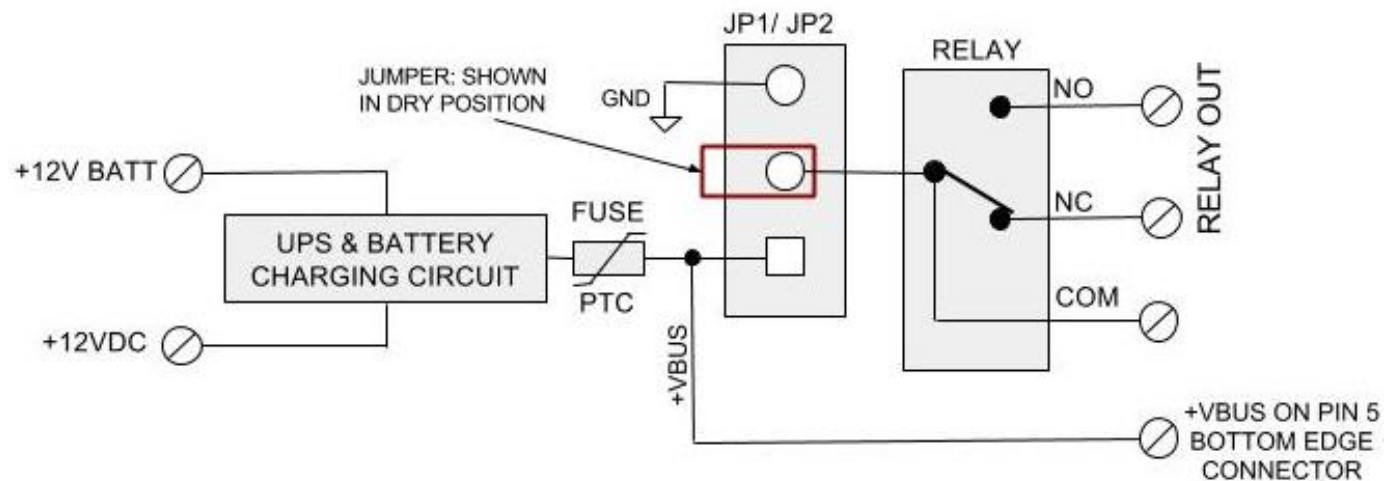 JP1/ JP2
RELAY
JUMPER: SHOWN
IN DRY POSITION
GND
NO
RELAY OUT
+12V BATT
NC
FUSE
UPS & BATTERY
CHARGING CIRCUIT
PTC
COM
+12VDC
+VBUS
+VBUS ON PIN 5
BOTTOM EDGE
CONNECTOR